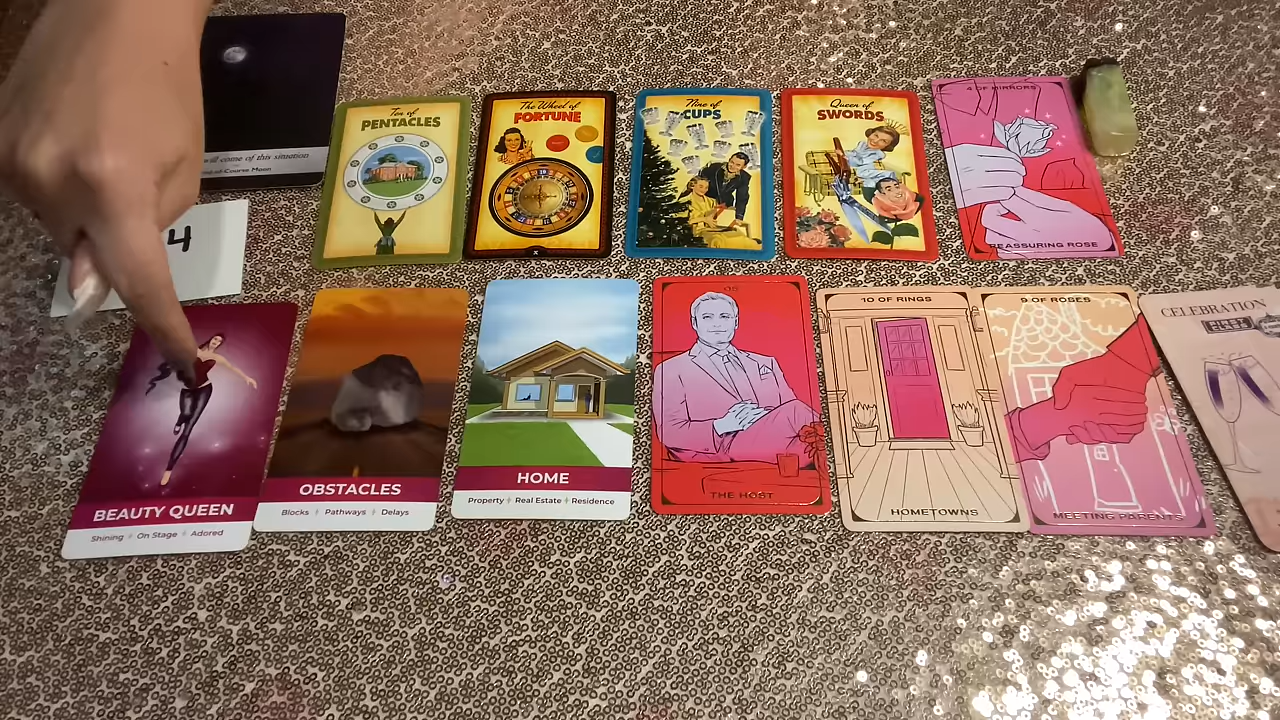 will come of this situation
Course Moon
4
Ten of
PENTACLES
The Wheel of
FORTUNE
X
Nine of
CUPS
Queen of
SWORDS
4 OF MIRRORS
REASSURING ROSE
BEAUTY QUEEN
Shining On Stage Adored
OBSTACLES
Blocks Pathways Delays
HOME
Property Real Estate Residence
THE HOST
10 OF RINGS
HOMETOWNS
9 OF ROSES
MEETING PARENTS
CELEBRATION